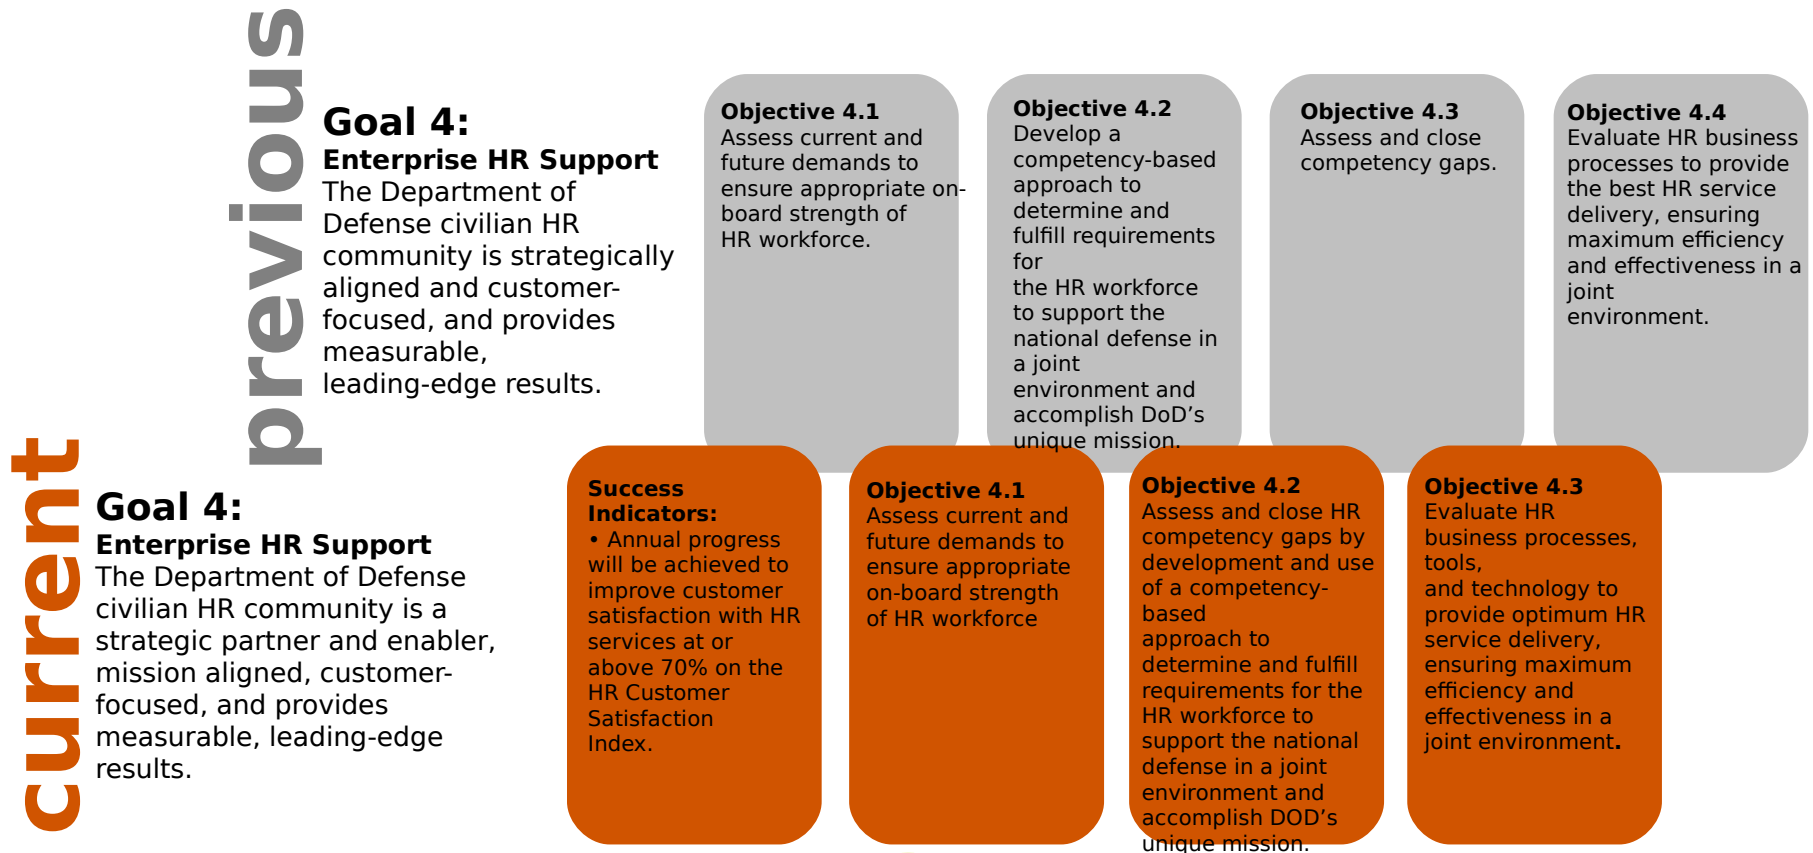 previous
Goal 4:
Enterprise HR Support
The Department of
Defense civilian HR
community is strategically
aligned and customer-
focused, and provides
measurable,
leading-edge results.
Objective 4.1
Assess current and
future demands to
ensure appropriate on-
board strength of
HR workforce.
Objective 4.2
Develop a
competency-based
approach to
determine and
fulfill requirements
for
the HR workforce
to support the
national defense in
a joint
environment and
accomplish DoD’s
unique mission.
Objective 4.3
Assess and close
competency gaps.
Objective 4.4
Evaluate HR business
processes to provide
the best HR service
delivery, ensuring
maximum efficiency
and effectiveness in a
joint
environment.
current
Goal 4:
Enterprise HR Support
The Department of Defense
civilian HR community is a
strategic partner and enabler,
mission aligned, customer-
focused, and provides
measurable, leading-edge
results.
Success
Indicators:
• Annual progress
will be achieved to
improve customer
satisfaction with HR
services at or
above 70% on the
HR Customer
Satisfaction
Index.
Objective 4.1
Assess current and
future demands to
ensure appropriate
on-board strength
of HR workforce
Objective 4.2
Assess and close HR
competency gaps by
development and use
of a competency-
based
approach to
determine and fulfill
requirements for the
HR workforce to
support the national
defense in a joint
environment and
accomplish DOD’s
unique mission.
Objective 4.3
Evaluate HR
business processes,
tools,
and technology to
provide optimum HR
service delivery,
ensuring maximum
efficiency and
effectiveness in a
joint environment.